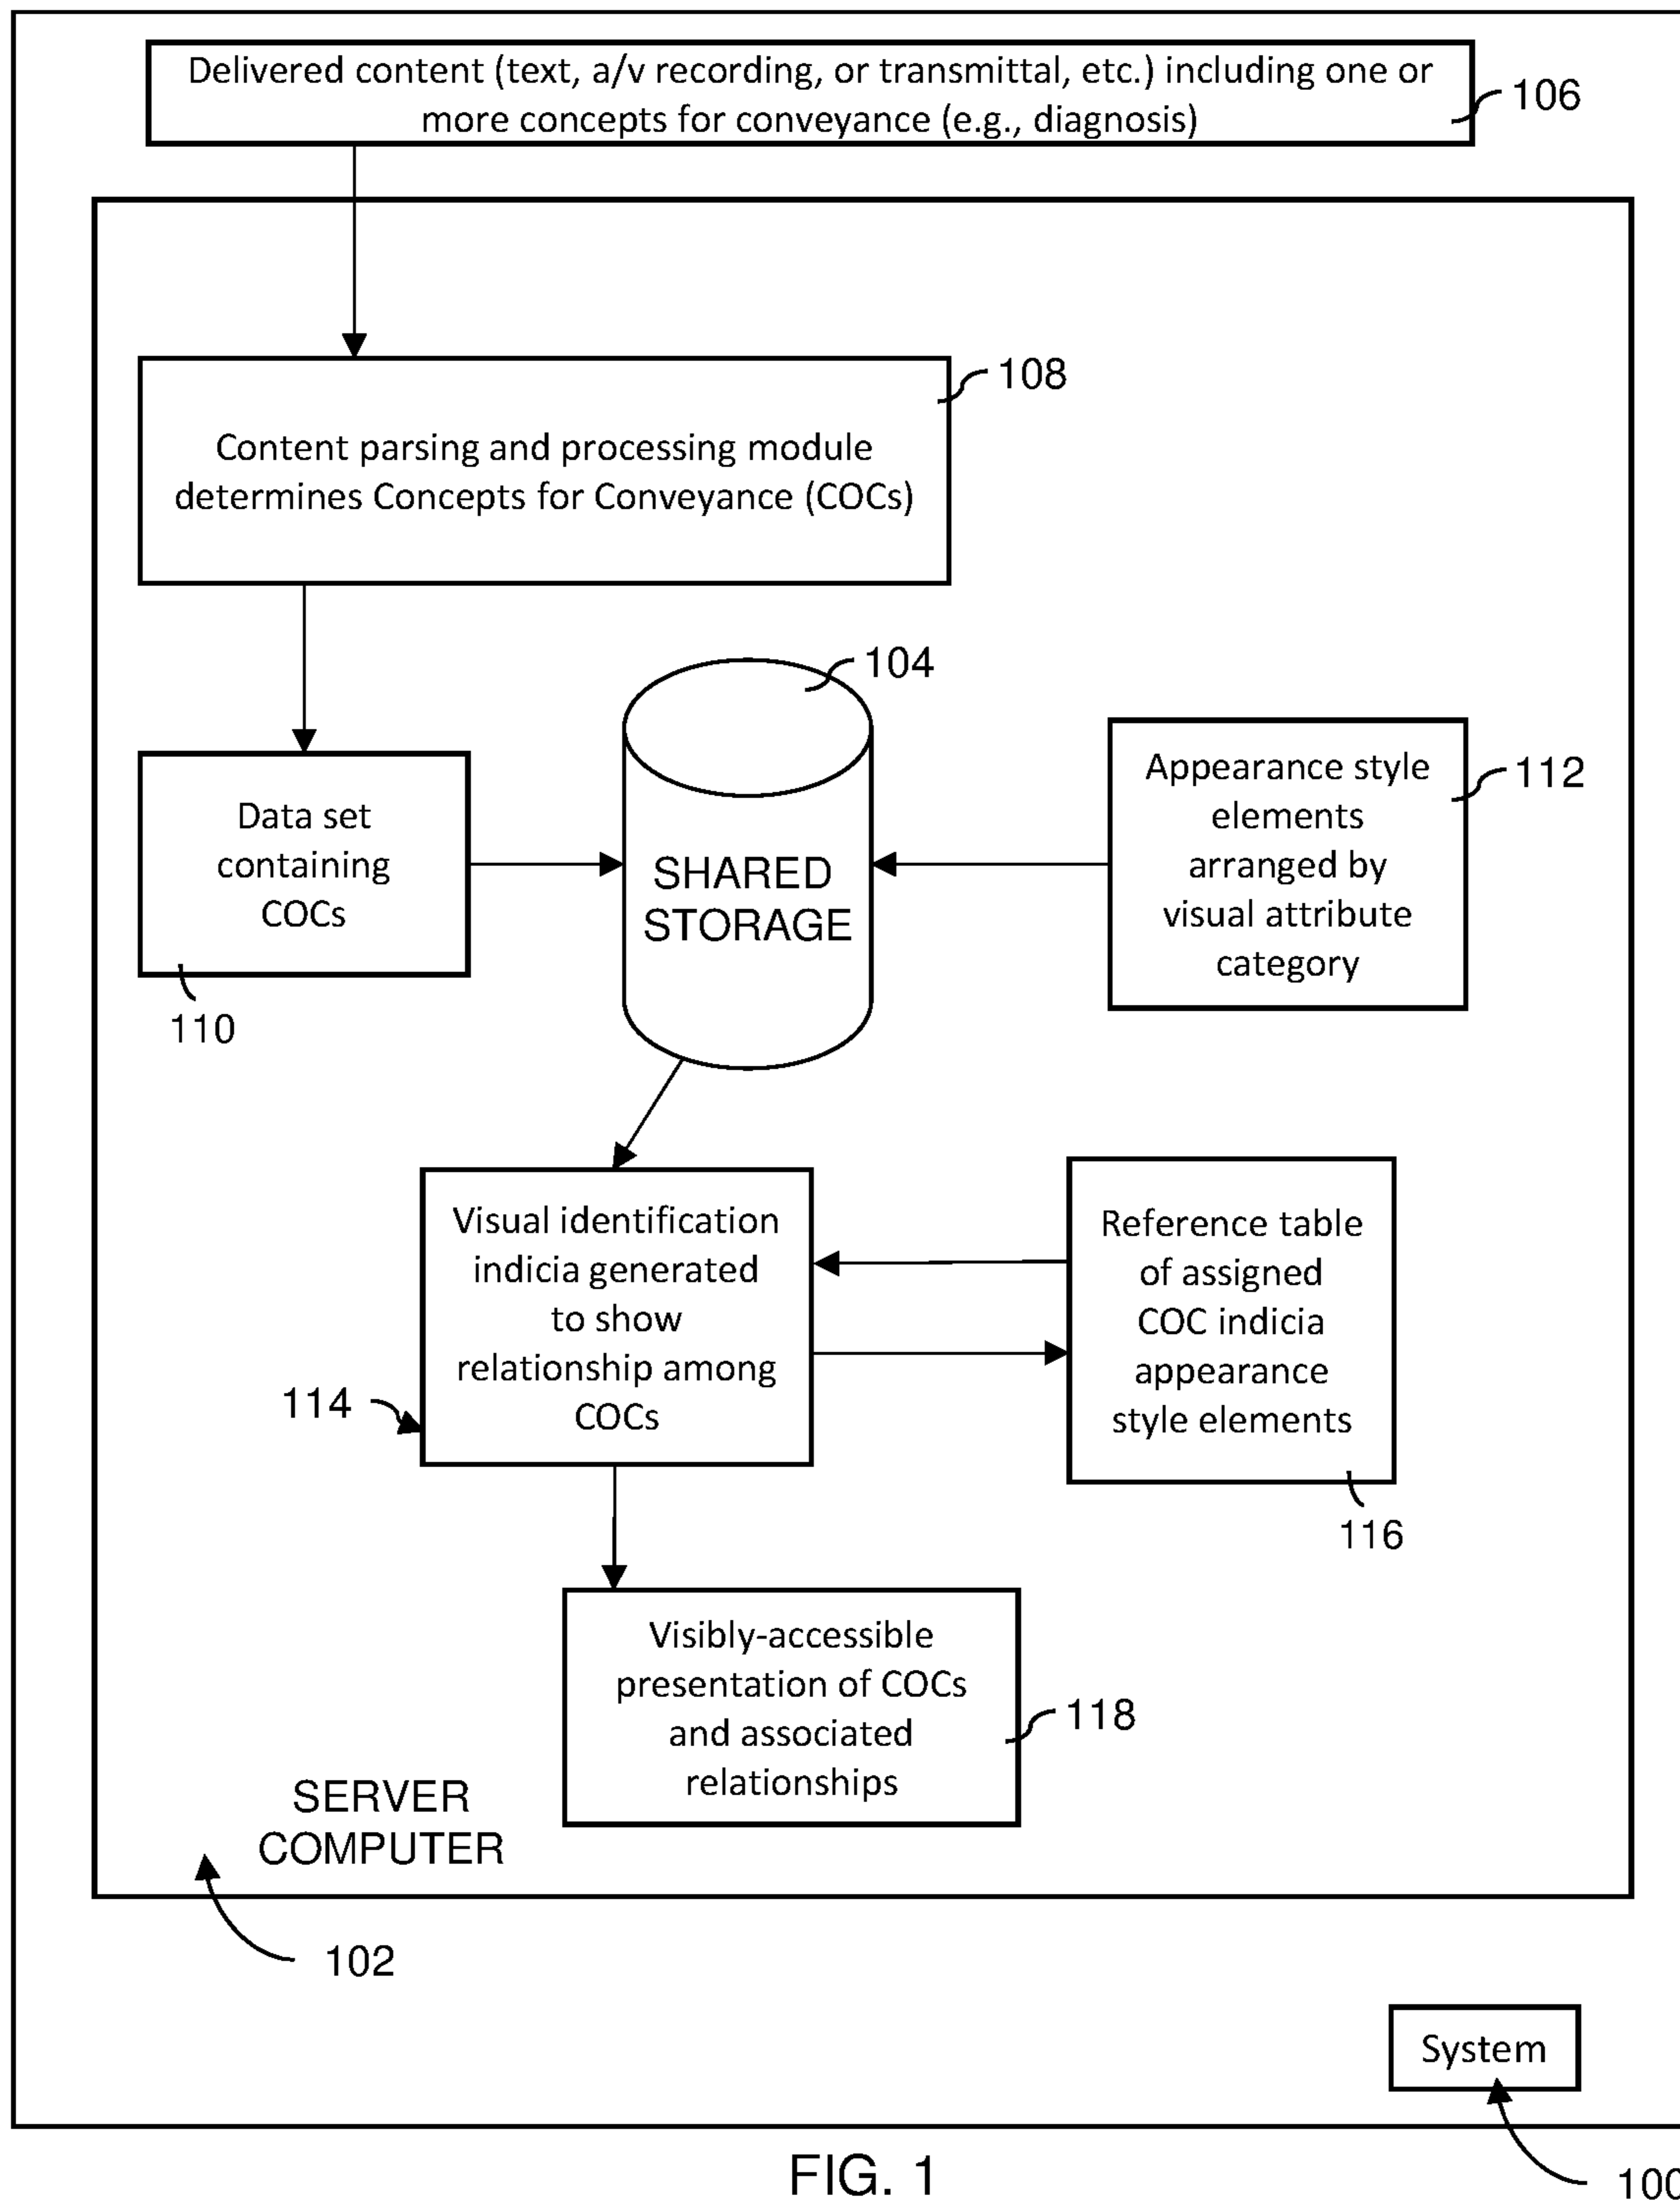 Delivered content (text, a/v recording, or transmittal, etc.) including one or
more concepts for conveyance (e.g., diagnosis)
106
108
Content parsing and processing module
determines Concepts for Conveyance (COCs)
104
Data set
containing
COCs
110
SHARED
STORAGE
Appearance style
elements
arranged by
visual attribute
category
112
Visual identification
indicia generated
to show
relationship among
COCs
114
Reference table
of assigned
COC indicia
appearance
style elements
116
Visibly-accessible
presentation of COCs
and associated
relationships
118
SERVER
COMPUTER
102
System
FIG. 1
100